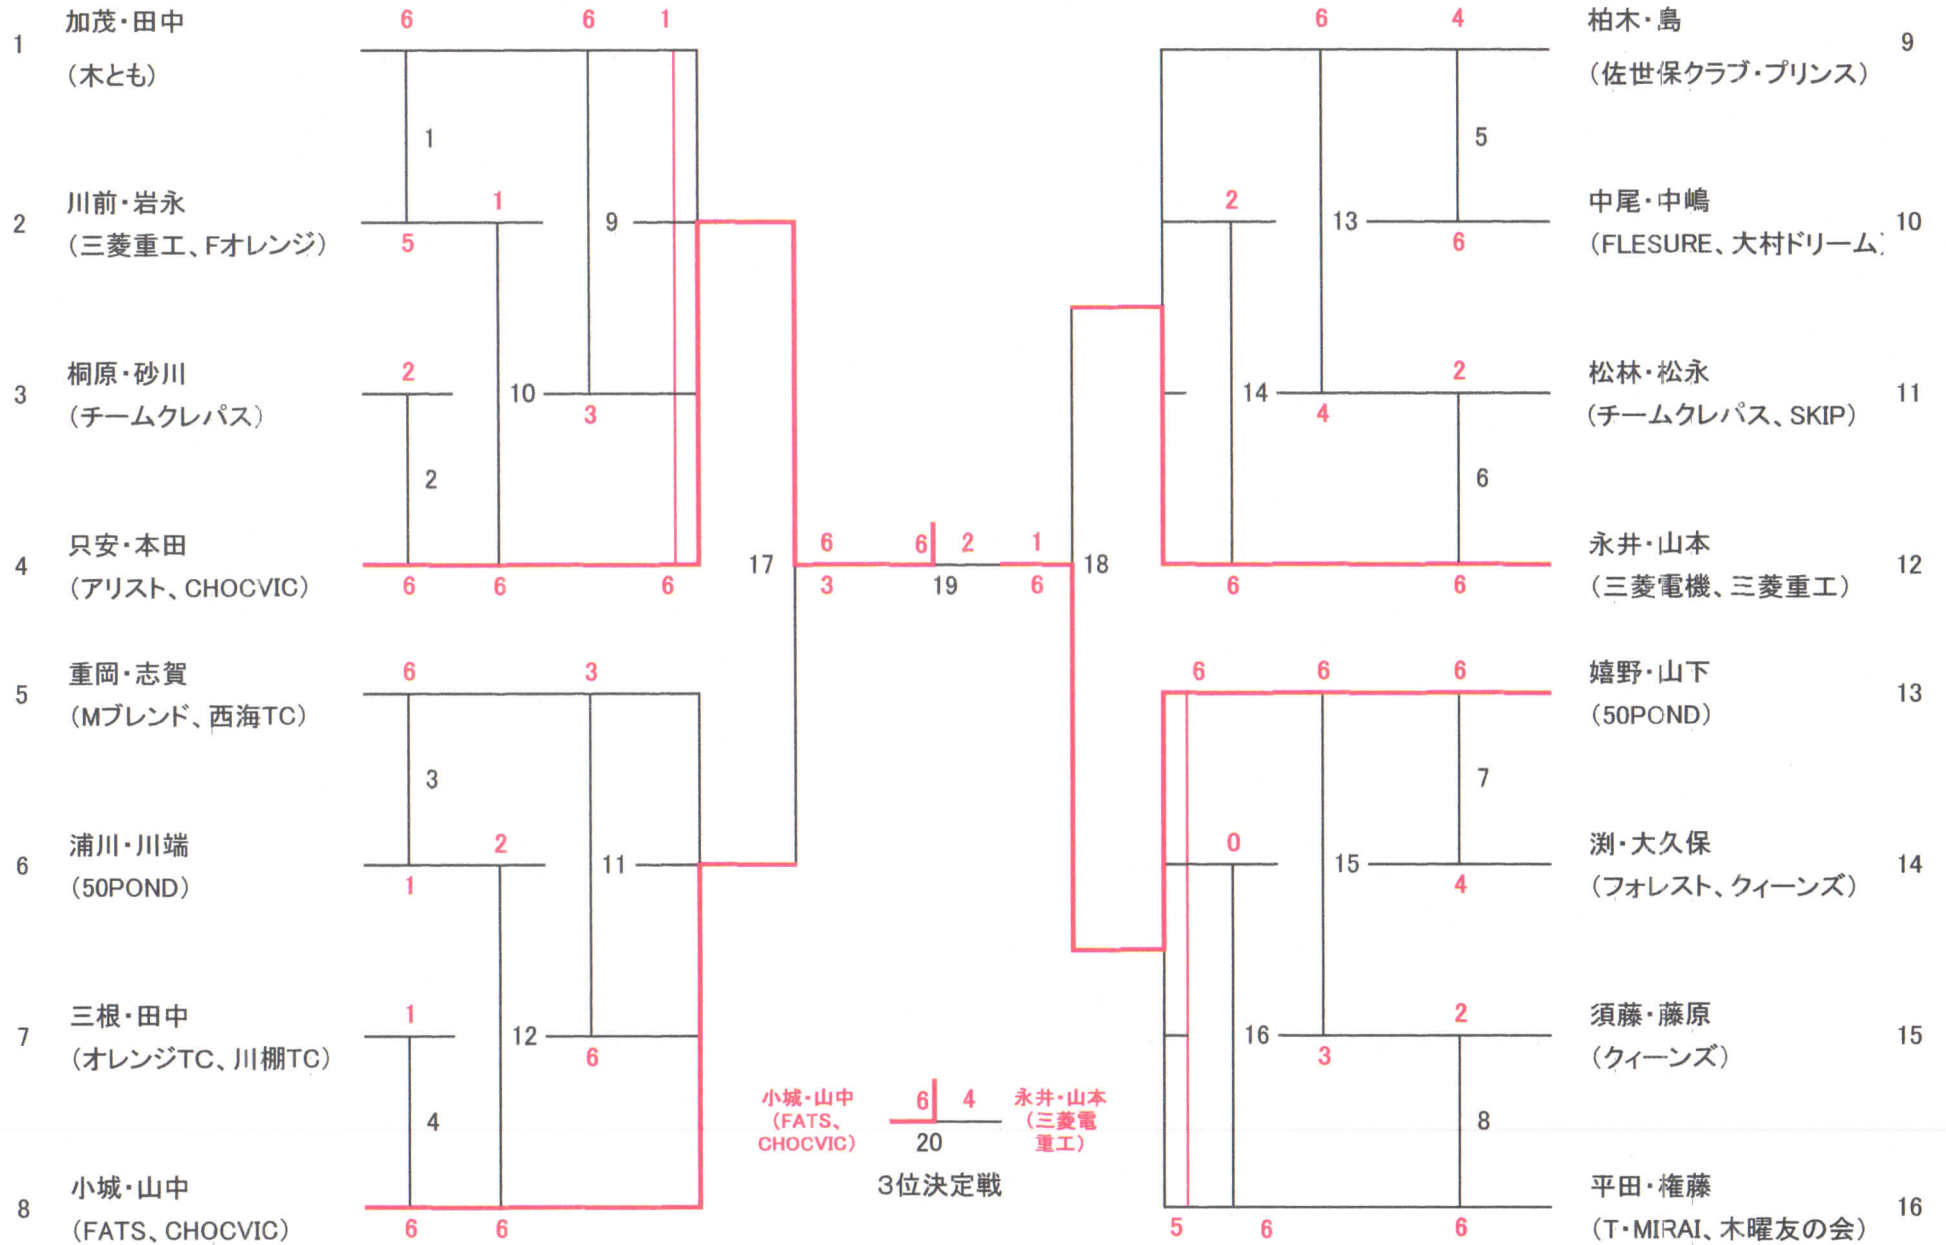 加茂・田中
6
6
1
6
4
柏木・島
1
9
(木とも)
(佐世保クラブ・プリンス)
1
5
川前・岩永
1
2
中尾・中嶋
2
9
13
10
(三菱重工、Fオレンジ)
5
6
(FLESURE、大村ドリーム)
桐原・砂川
2
2
松林・松永
3
10
14
11
(チームクレパス)
3
4
(チームクレパス、SKIP)
2
6
只安・本田
6
6
2
1
永井・山本
4
17
18
12
(アリスト、CHOCVIC)
6
6
6
3
19
6
6
6
(三菱電機、三菱重工)
重岡・志賀
6
3
6
6
6
嬉野・山下
5
13
(Mブレンド、西海TC)
(50POND)
3
7
浦川・川端
2
0
渕・大久保
6
11
15
14
(50POND)
1
4
(フォレスト、クィーンズ)
三根・田中
1
2
須藤・藤原
7
12
16
15
(オレンジTC、川棚TC)
6
3
(クィーンズ)
小城・山中
(FATS、
CHOCVIC)
6
4
永井・山本
(三菱電
重工)
4
20
8
3位決定戦
小城・山中
平田・権藤
8
16
(FATS、CHOCVIC)
6
6
5
6
6
(T・MIRAI、木曜友の会)